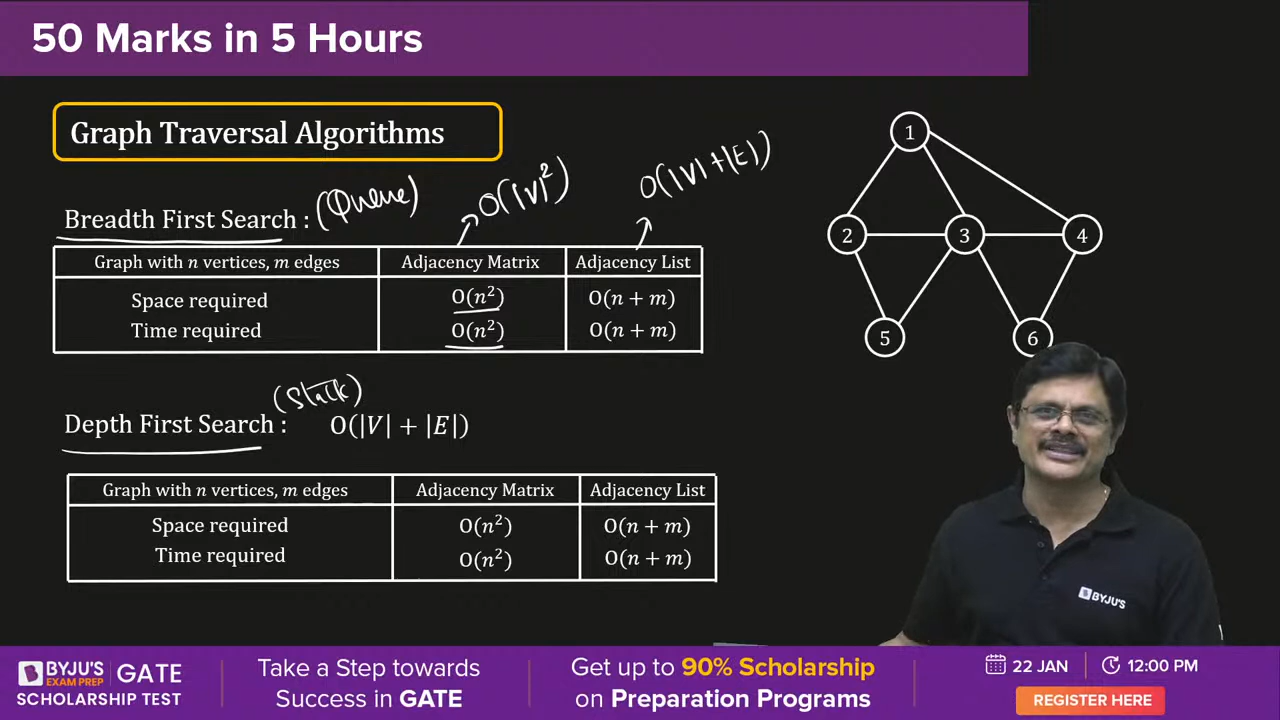 50 Marks in 5 Hours
Graph Traversal Algorithms
Breadth First Search : (Queue)
O(|V|²)
O(|V|+|E|)
Graph with n vertices, m edges Adjacency Matrix Adjacency List
Space required O(n²) O(n + m)
Time required O(n²) O(n + m)
Depth First Search : (Stack) O(|V| + |E|)
Graph with n vertices, m edges Adjacency Matrix Adjacency List
Space required O(n²) O(n + m)
Time required O(n²) O(n + m)
1
2 3 4
5 6
BYJU'S
BYJU'S EXAM PREP GATE
SCHOLARSHIP TEST
Take a Step towards
Success in GATE
Get up to 90% Scholarship
on Preparation Programs
22 JAN 12:00 PM
REGISTER HERE